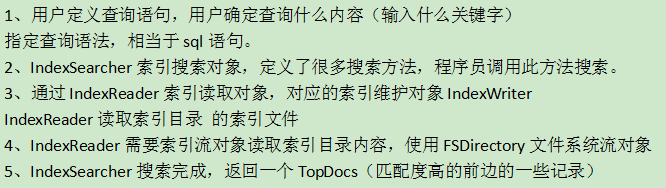 1、用户定义查询语句，用户确定查询什么内容（输入什么关键字）
指定查询语法，相当于 sql 语句。
2、IndexSearcher 索引搜索对象，定义了很多搜索方法，程序员调用此方法搜索。
3、通过 IndexReader 索引读取对象，对应的索引维护对象 IndexWriter
IndexReader 读取索引目录 的索引文件
4、IndexReader 需要索引流对象读取索引目录内容，使用 FSDirectory 文件系统流对象
5、IndexSearcher 搜索完成，返回一个 TopDocs（匹配度高的前边的一些记录）